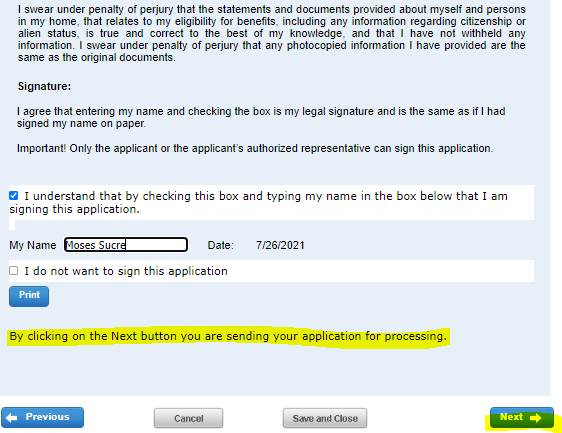 I swear under penalty of perjury that the statements and documents provided about myself and persons
in my home, that relates to my eligibility for benefits, including any information regarding citizenship or
alien status, is true and correct to the best of my knowledge, and that I have not withheld any
information. I swear under penalty of perjury any photocopied information I have provided are the
same as the original documents.
Signature:
I agree that entering my name and checking the box is my legal signature and is the same as if I had
signed my name on paper.
Important! Only the applicant or the applicant's authorized representative can sign this application.
I understand that by checking this box and typing my name in the box below that I am
signing this application.
My Name Moses Sucre Date: 7/26/2021
I do not want to sign this application
Print
By clicking on the Next button you are sending your application for processing.
Previous Cancel Save and Close Next